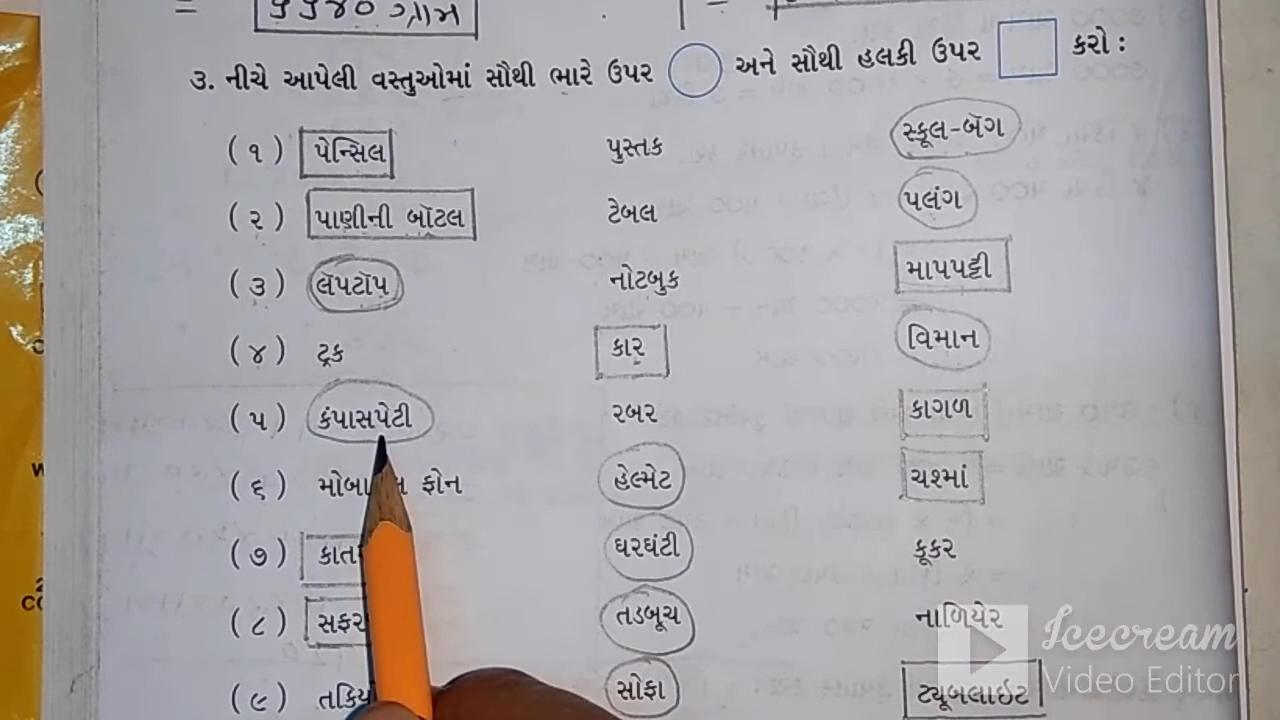 = ૬૬૪૦ ગ્રામ =
૩. નીચે આપેલી વસ્તુઓમાં સૌથી ભારે ઉપર અને સૌથી હલકી ઉપર કરો :
(૧) પેન્સિલ પુસ્તક સ્કૂલ-બૅગ
(૨) પાણીની બૉટલ ટેબલ પલંગ
(૩) લૅપટૉપ નોટબુક માપપટ્ટી
(૪) ટ્રક કાર વિમાન
(૫) કંપાસપેટી રબર કાગળ
(૬) ફોન હેલ્મેટ ચશ્માં
(૭) ઘરઘંટી કૂકર
(૮) તડબૂચ નાળિયેર
(૯) સોફા ટ્યૂબલાઇટ
Icecream
Video Editor